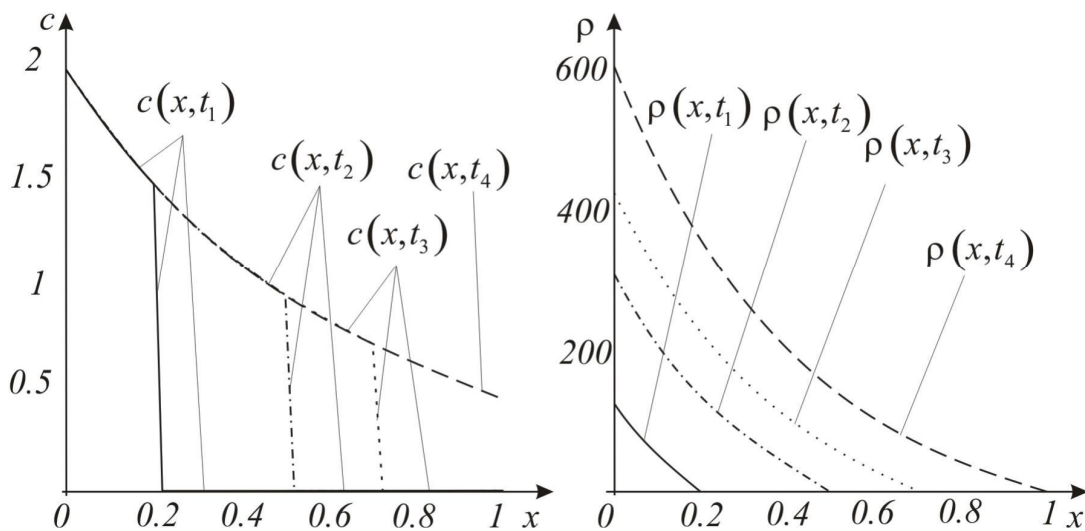 c
2
1.5
1
0.5
0 0.2 0.4 0.6 0.8 1 x
c(x,t₁)
c(x,t₂)
c(x,t₃)
c(x,t₄)
ρ
600
400
200
0 0.2 0.4 0.6 0.8 1 x
ρ(x,t₁)
ρ(x,t₂)
ρ(x,t₃)
ρ(x,t₄)